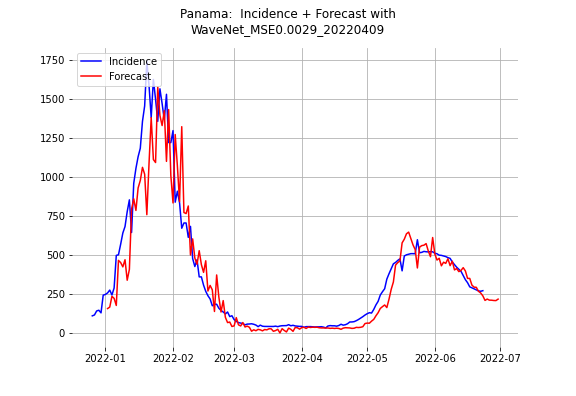 Panama:  Incidence + Forecast with
WaveNet_MSE0.0029_20220409
Incidence
Forecast
1750
1500
1250
1000
750
500
250
0
2022-01 2022-02 2022-03 2022-04 2022-05 2022-06 2022-07